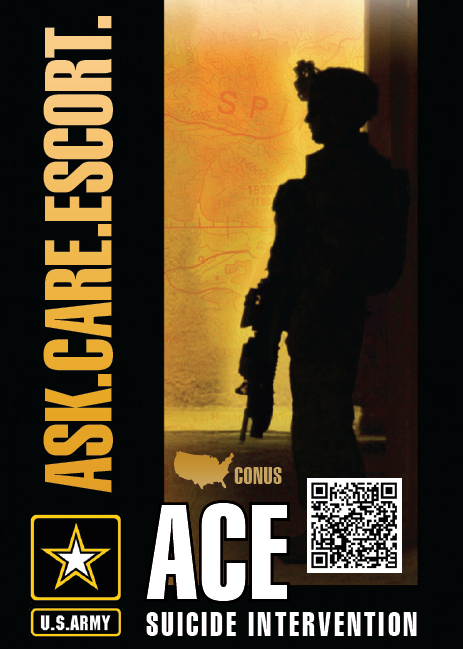 ASK.CARE.ESCORT.
CONUS
ACE
SUICIDE INTERVENTION
U.S.ARMY